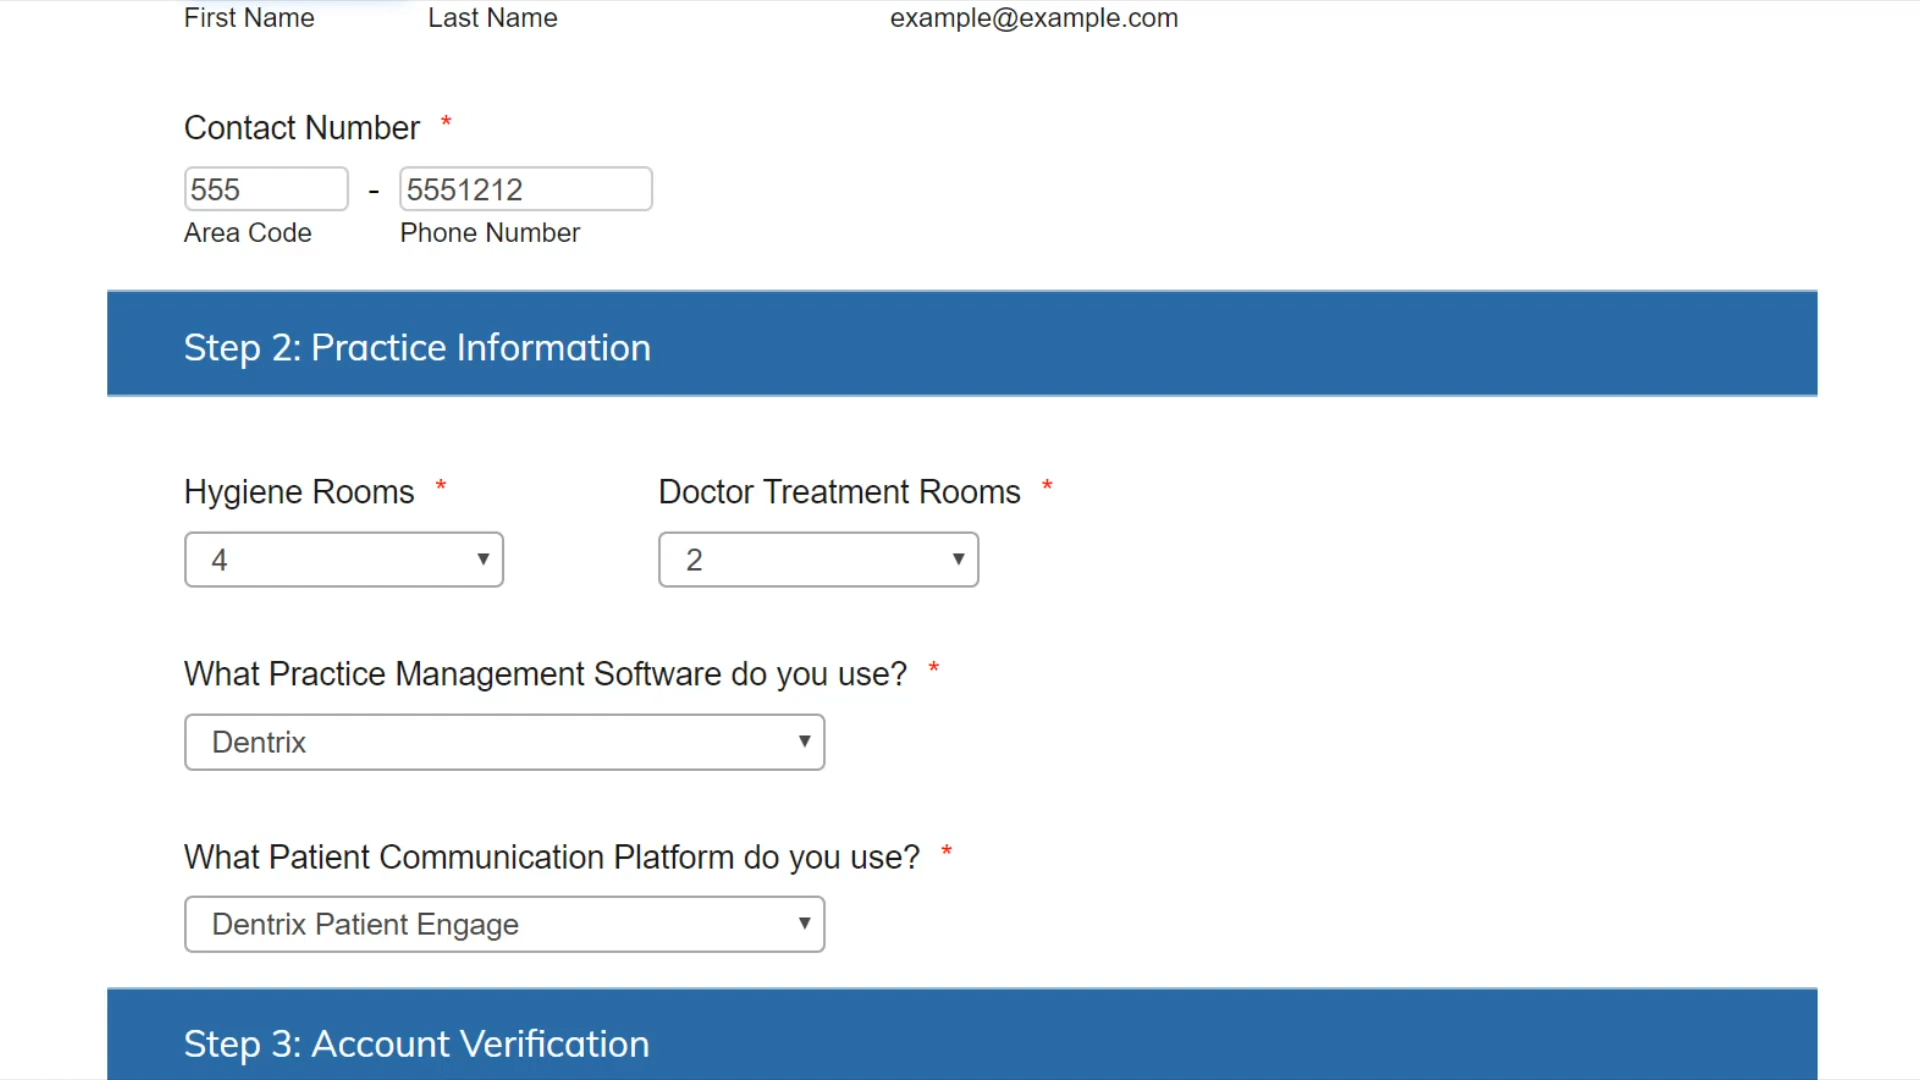 First Name Last Name example@example.com
Contact Number *
555 - 5551212
Area Code Phone Number
Step 2: Practice Information
Hygiene Rooms * Doctor Treatment Rooms *
4 2
What Practice Management Software do you use? *
Dentrix
What Patient Communication Platform do you use? *
Dentrix Patient Engage
Step 3: Account Verification